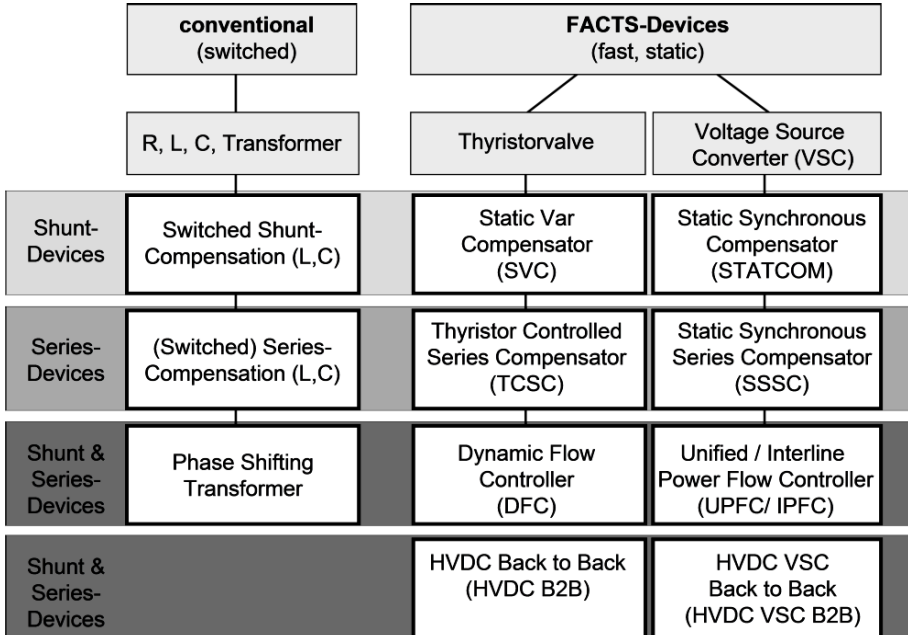 conventional
(switched)
FACTS-Devices
(fast, static)
R, L, C, Transformer
Thyristorvalve
Voltage Source
Converter (VSC)
Shunt-
Devices
Switched Shunt-
Compensation (L,C)
Static Var
Compensator
(SVC)
Static Synchronous
Compensator
(STATCOM)
Series-
Devices
(Switched) Series-
Compensation (L,C)
Thyristor Controlled
Series Compensator
(TCSC)
Static Synchronous
Series Compensator
(SSSC)
Shunt &
Series-
Devices
Phase Shifting
Transformer
Dynamic Flow
Controller
(DFC)
Unified / Interline
Power Flow Controller
(UPFC/ IPFC)
Shunt &
Series-
Devices
HVDC Back to Back
(HVDC B2B)
HVDC VSC
Back to Back
(HVDC VSC B2B)